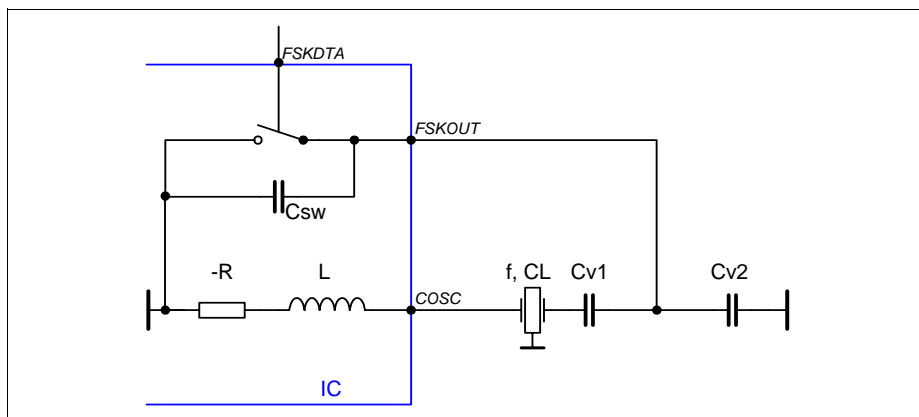 FSKDTA
FSKOUT
Csw
-R L
COSC
f, CL Cv1 Cv2
IC